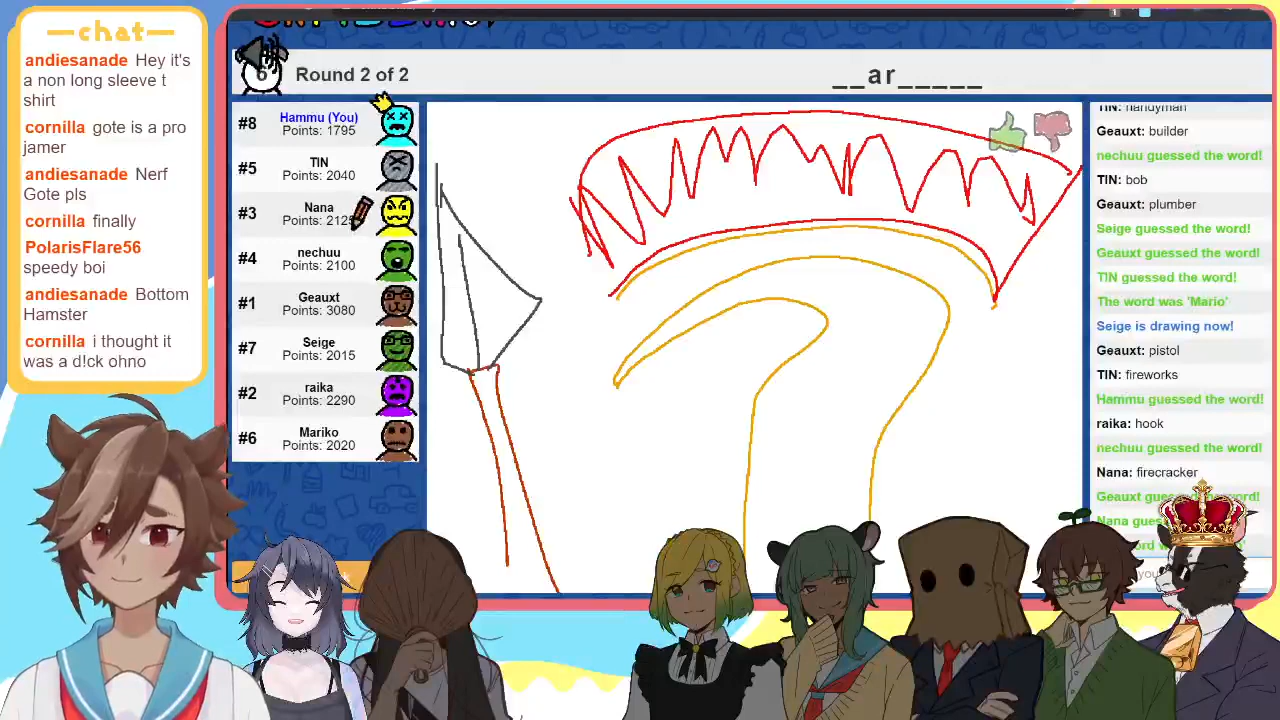 chat
andiesanade Hey it's
a non long sleeve t
shirt
cornilla gote is a pro
jamer
andiesanade Nerf
Gote pls
cornilla finally
PolarisFlare56
speedy boi
andiesanade Bottom
Hamster
cornilla i thought it
was a d!ck ohno
6
Round 2 of 2
__ar_____
#8 Hammu (You)
Points: 1795
#5 TIN
Points: 2040
#3 Nana
Points: 2125
#4 nechuu
Points: 2100
#1 Geauxt
Points: 3080
#7 Seige
Points: 2015
#2 raika
Points: 2290
#6 Mariko
Points: 2020
TIN: handyman
Geauxt: builder
nechuu guessed the word!
TIN: bob
Geauxt: plumber
Seige guessed the word!
Geauxt guessed the word!
TIN guessed the word!
The word was 'Mario'
Seige is drawing now!
Geauxt: pistol
TIN: fireworks
Hammu guessed the word!
raika: hook
nechuu guessed the word!
Nana: firecracker